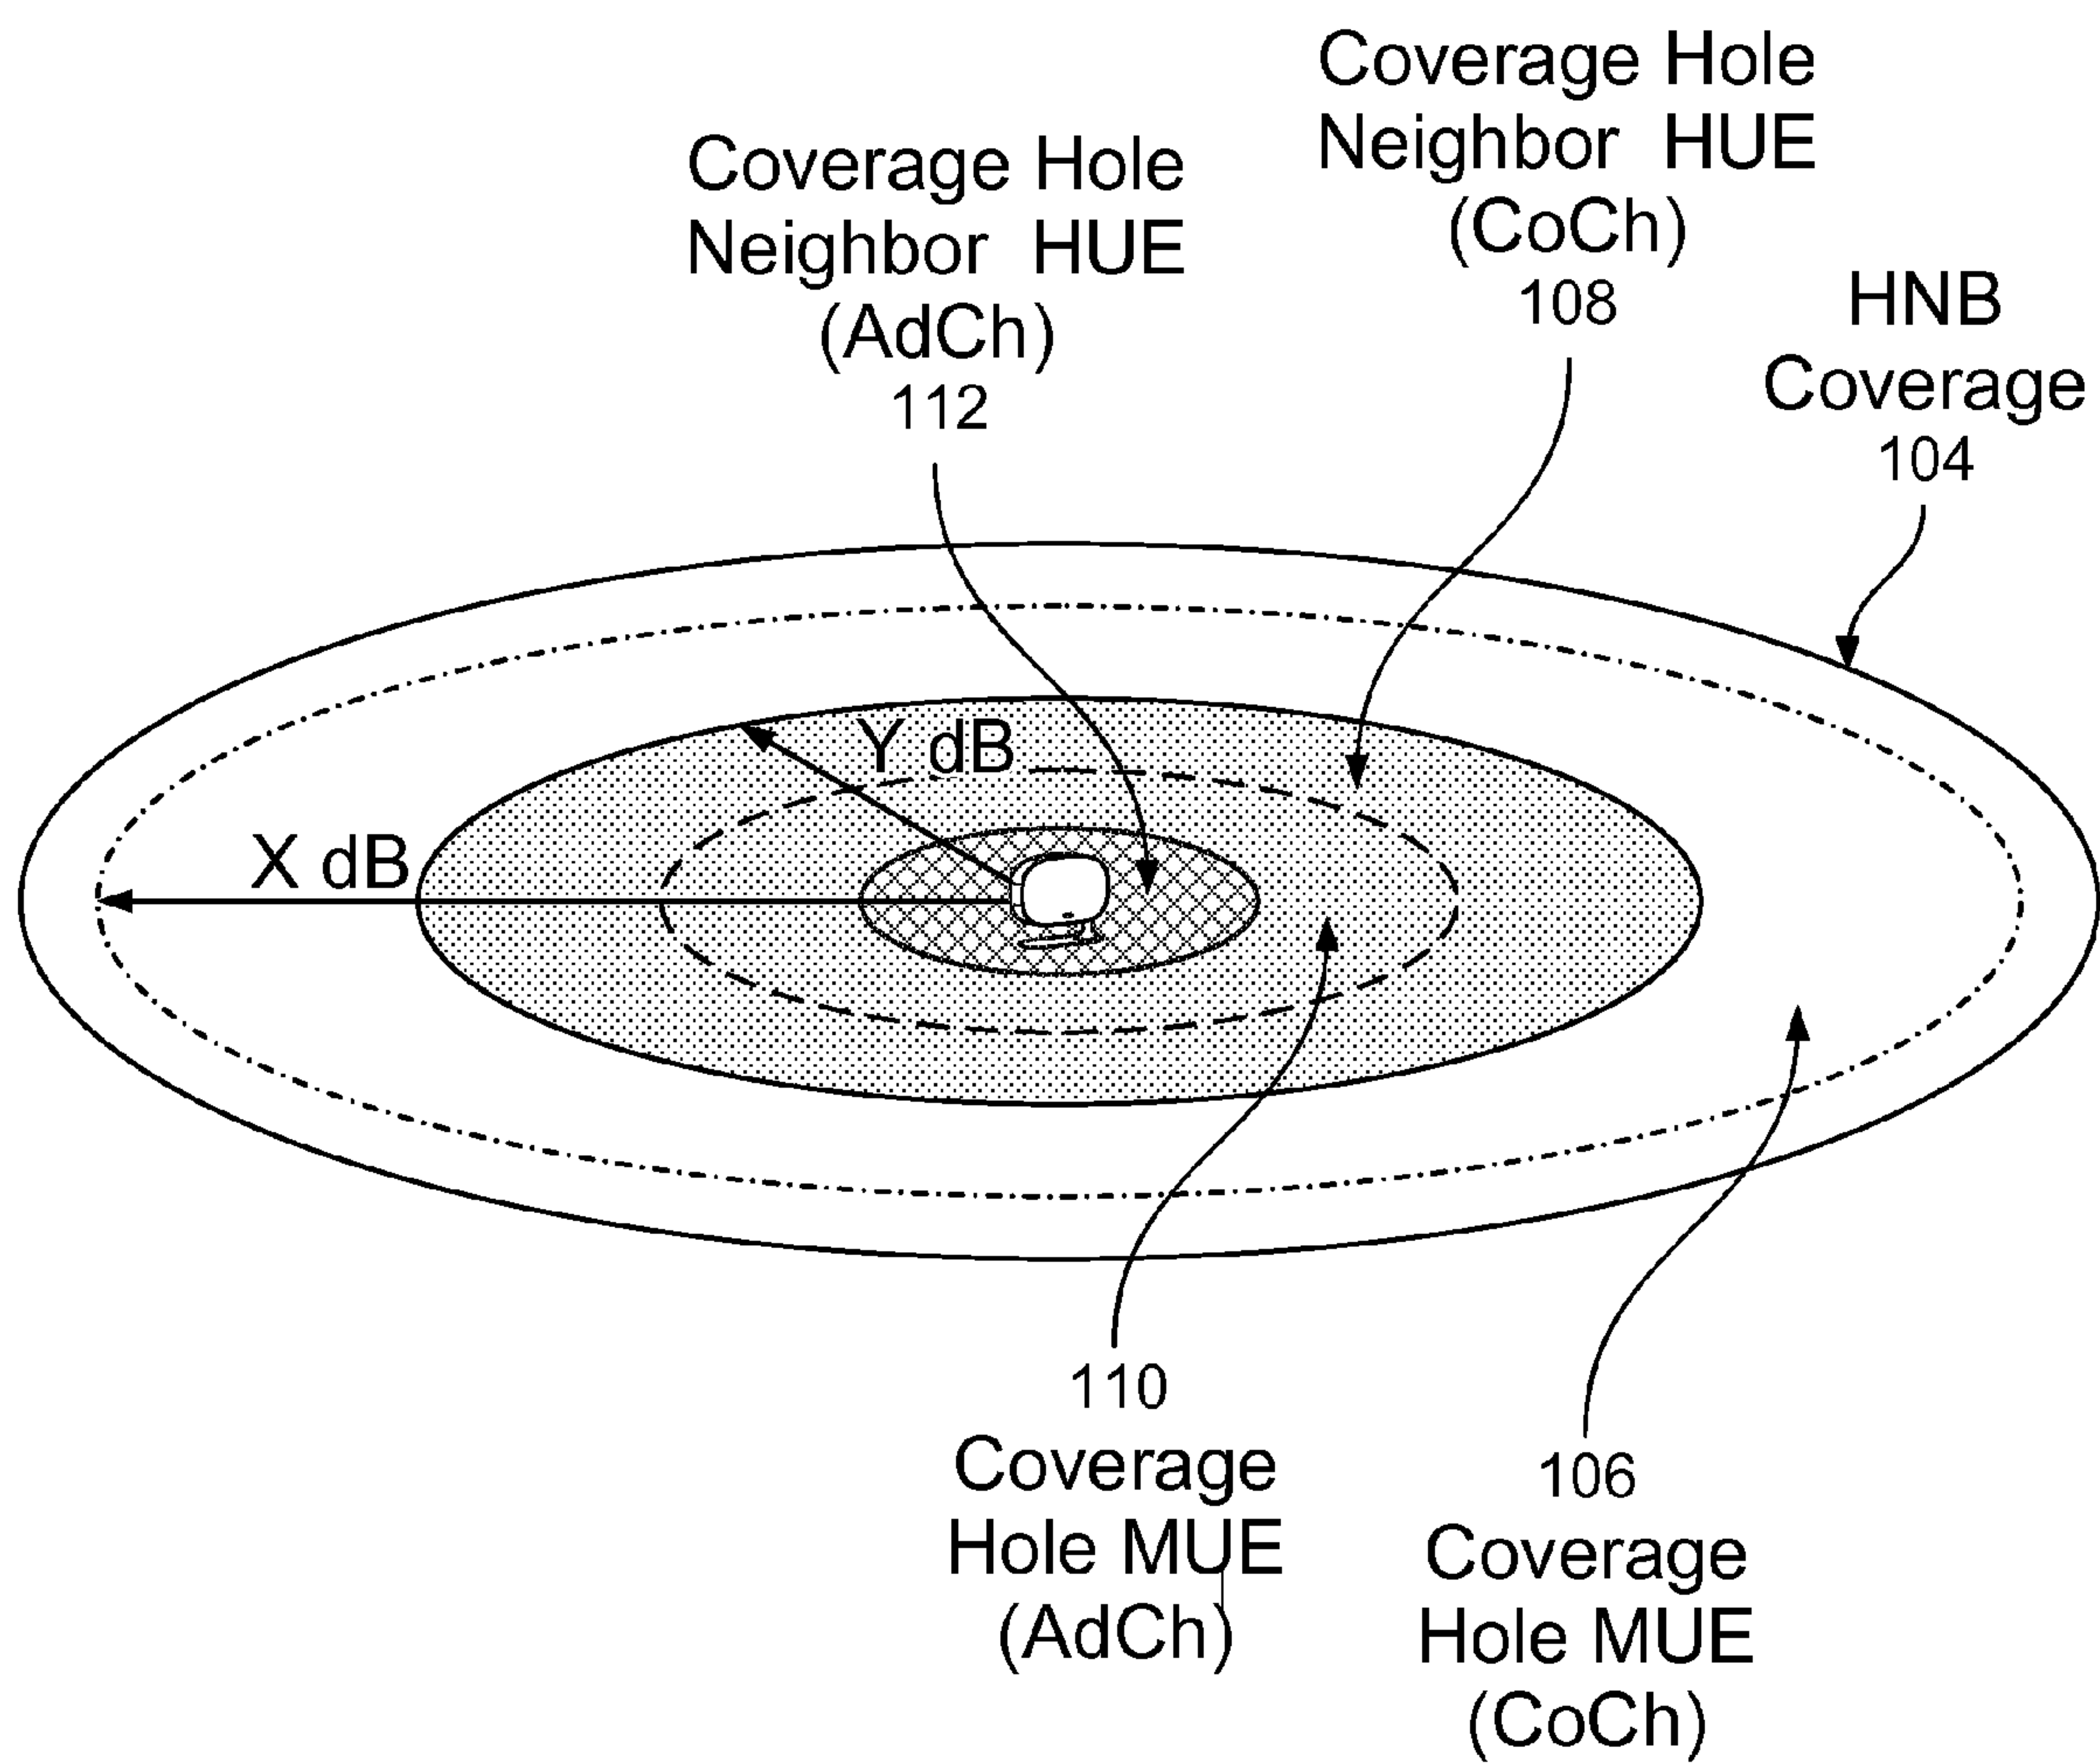 Coverage Hole
Neighbor HUE
(CoCh)
108
Coverage Hole
Neighbor HUE
(AdCh)
112
HNB
Coverage
104
Y dB
X dB
110
Coverage
Hole MUE
(AdCh)
106
Coverage
Hole MUE
(CoCh)